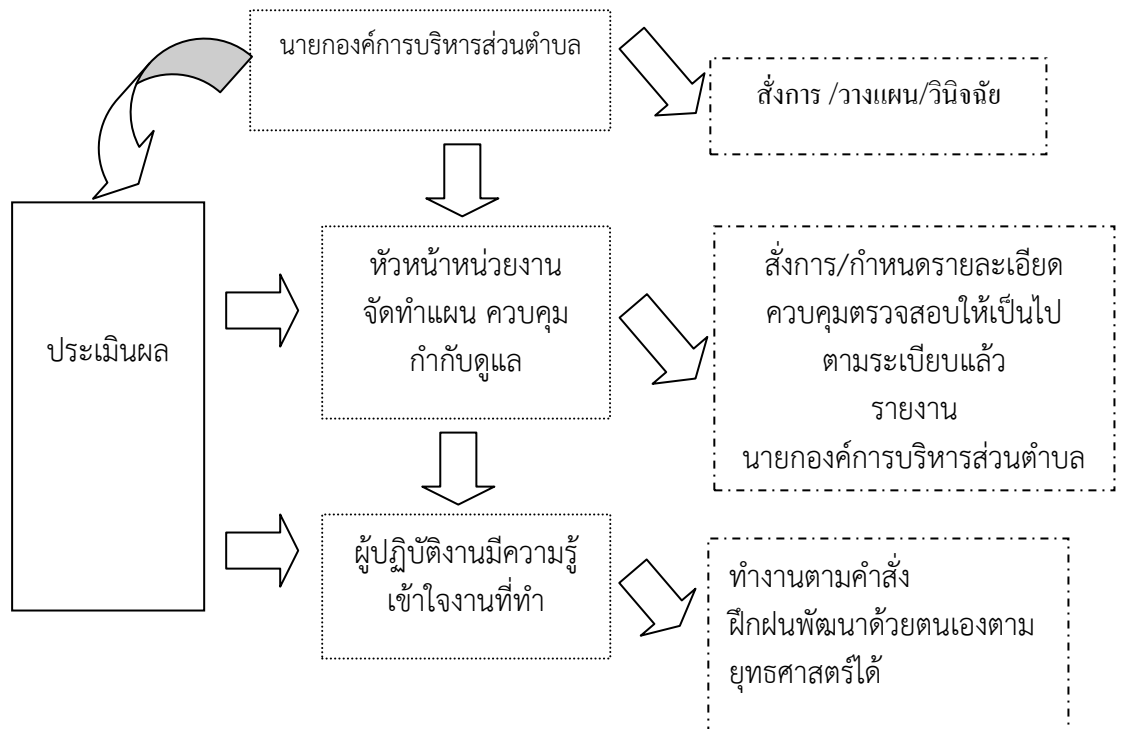 นายกองค์การบริหารส่วนตำบล
สั่งการ /วางแผน/วินิจฉัย
ประเมินผล
หัวหน้าหน่วยงาน
จัดทำแผน ควบคุม
กำกับดูแล
สั่งการ/กำหนดรายละเอียด
ควบคุมตรวจสอบให้เป็นไป
ตามระเบียบแล้ว
รายงาน
นายกองค์การบริหารส่วนตำบล
ผู้ปฏิบัติงานมีความรู้
เข้าใจงานที่ทำ
ทำงานตามคำสั่ง
ฝึกฝนพัฒนาด้วยตนเองตาม
ยุทธศาสตร์ได้